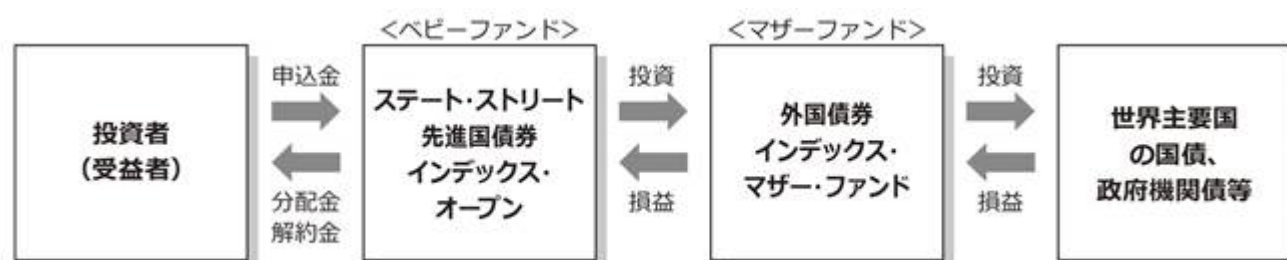 <ベビーファンド>
<マザーファンド>
投資者
(受益者)
申込金
分配金
解約金
ステート・ストリート
先進国債券
インデックス・
オープン
投資
損益
外国債券
インデックス・
マザー・ファンド
投資
損益
世界主要国
の国債、
政府機関債等